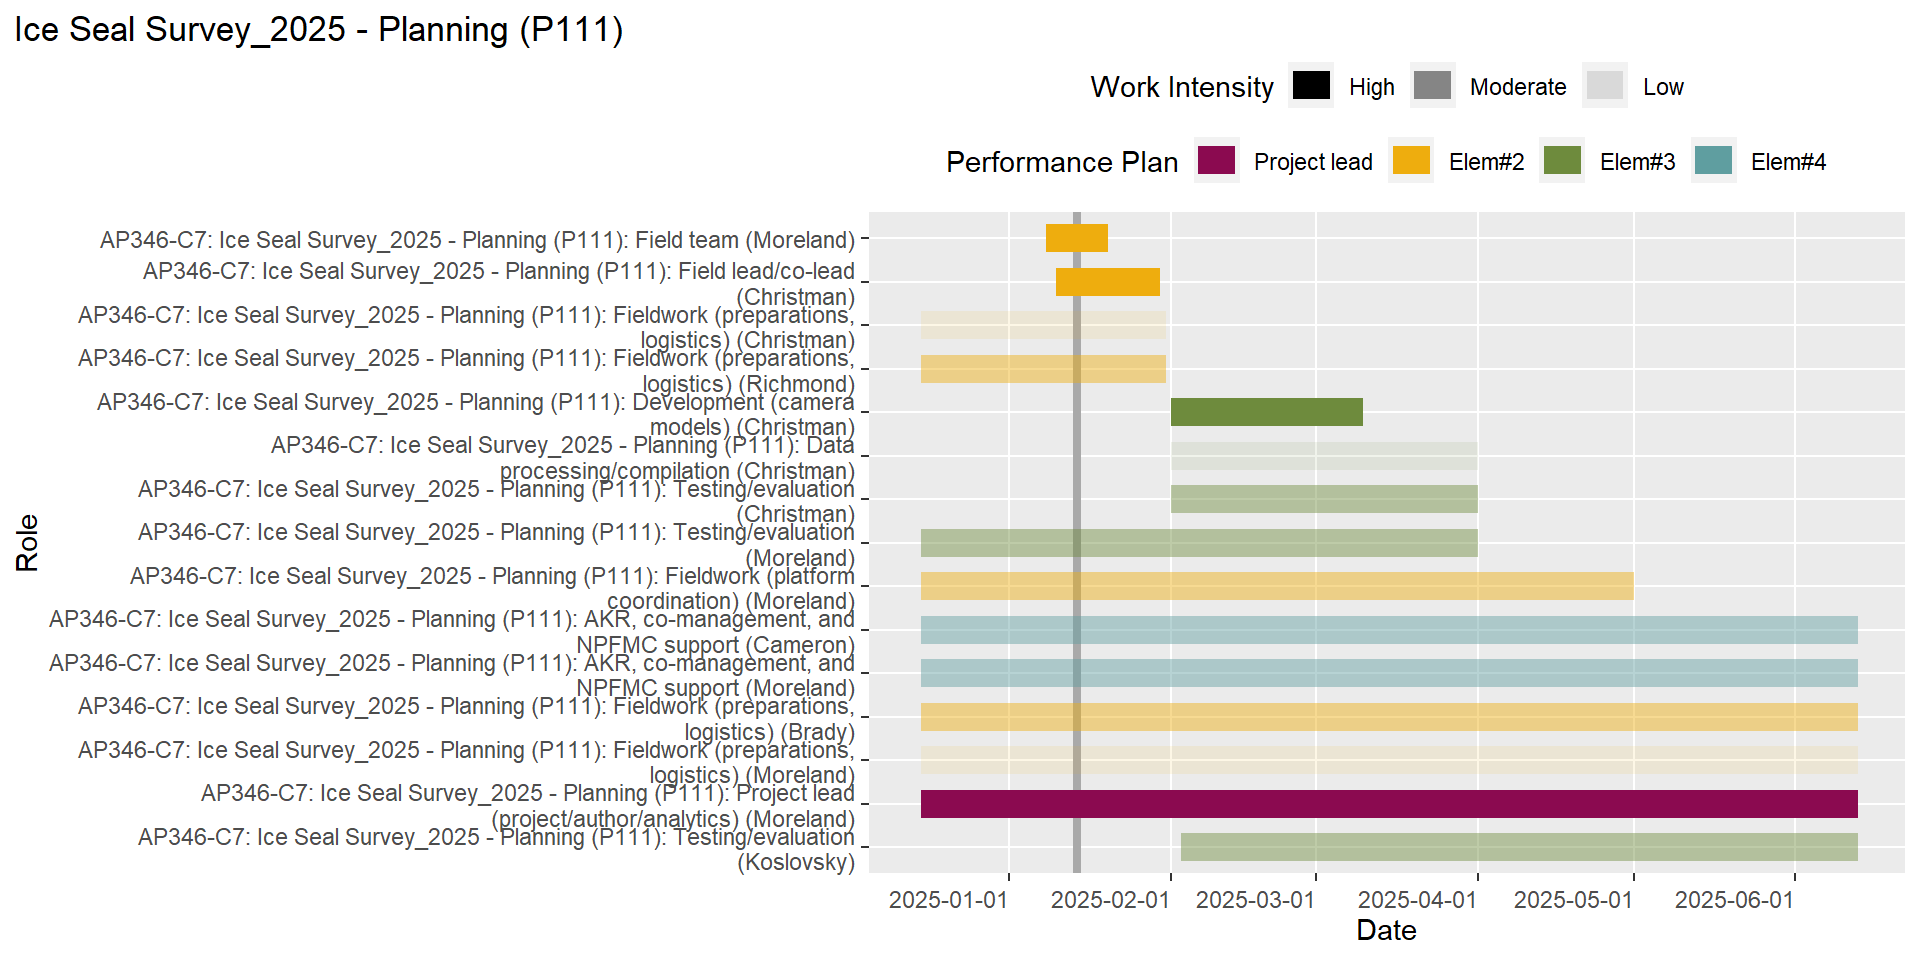 Ice Seal Survey_2025 - Planning (P111)
Work Intensity High Moderate Low
Performance Plan Project lead Elem#2 Elem#3 Elem#4
AP346-C7: Ice Seal Survey_2025 - Planning (P111): Field team (Moreland)
AP346-C7: Ice Seal Survey_2025 - Planning (P111): Field lead/co-lead
(Christman)
AP346-C7: Ice Seal Survey_2025 - Planning (P111): Fieldwork (preparations,
logistics) (Christman)
AP346-C7: Ice Seal Survey_2025 - Planning (P111): Fieldwork (preparations,
logistics) (Richmond)
AP346-C7: Ice Seal Survey_2025 - Planning (P111): Development (camera
models) (Christman)
AP346-C7: Ice Seal Survey_2025 - Planning (P111): Data
processing/compilation (Christman)
AP346-C7: Ice Seal Survey_2025 - Planning (P111): Testing/evaluation
(Christman)
AP346-C7: Ice Seal Survey_2025 - Planning (P111): Testing/evaluation
(Moreland)
AP346-C7: Ice Seal Survey_2025 - Planning (P111): Fieldwork (platform
coordination) (Moreland)
AP346-C7: Ice Seal Survey_2025 - Planning (P111): AKR, co-management, and
NPFMC support (Cameron)
AP346-C7: Ice Seal Survey_2025 - Planning (P111): AKR, co-management, and
NPFMC support (Moreland)
AP346-C7: Ice Seal Survey_2025 - Planning (P111): Fieldwork (preparations,
logistics) (Brady)
AP346-C7: Ice Seal Survey_2025 - Planning (P111): Fieldwork (preparations,
logistics) (Moreland)
AP346-C7: Ice Seal Survey_2025 - Planning (P111): Project lead
(project/author/analytics) (Moreland)
AP346-C7: Ice Seal Survey_2025 - Planning (P111): Testing/evaluation
(Koslovsky)
Role
2025-01-01 2025-02-01 2025-03-01 2025-04-01 2025-05-01 2025-06-01
Date